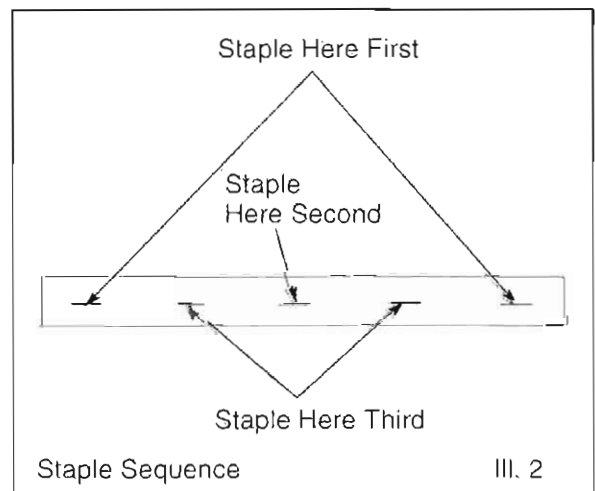 Staple Here First
Staple
Here Second
Staple Here Third
Staple Sequence
Ill. 2